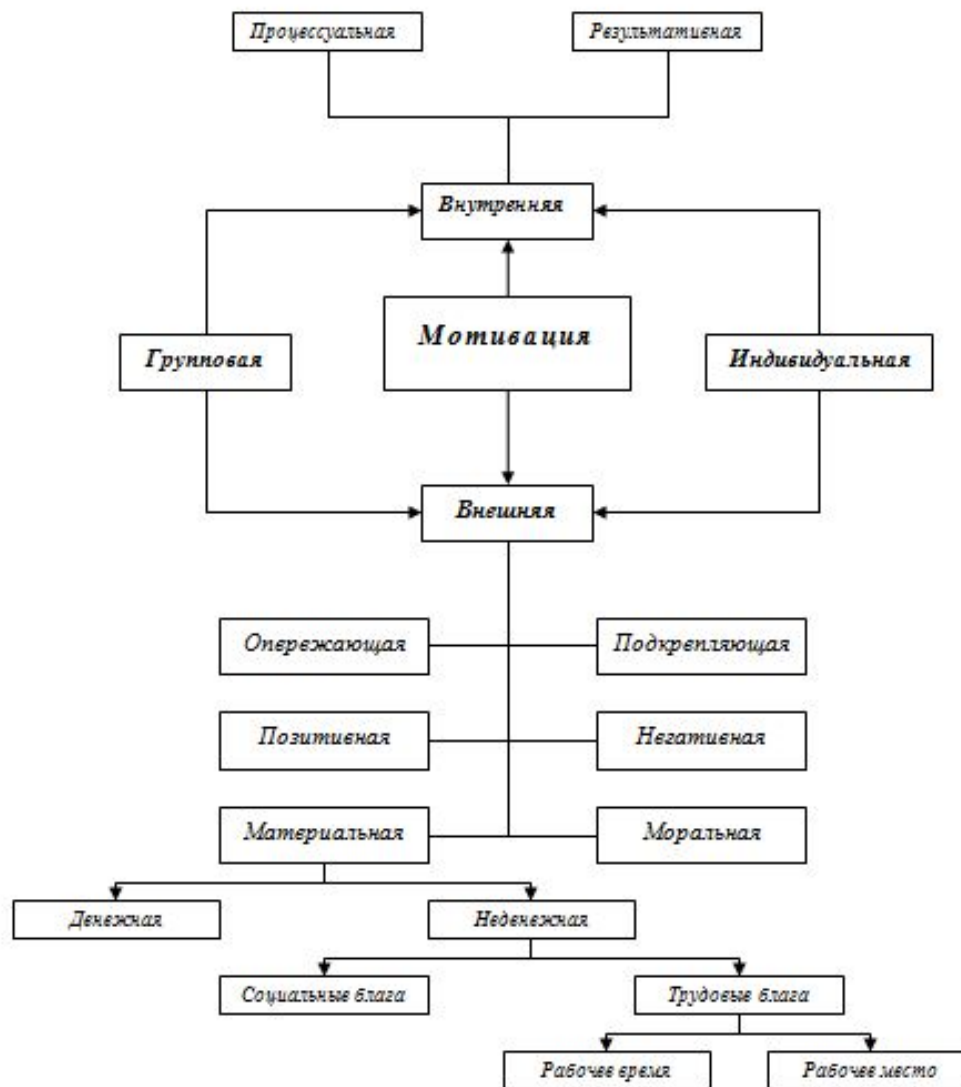 Процессуальная
Результативная
Внутренняя
Мотивация
Групповая
Индивидуальная
Внешняя
Опережающая
Подкрепляющая
Позитивная
Негативная
Материальная
Моральная
Денежная
Неденежная
Социальные блага
Трудовые блага
Рабочее время
Рабочее место